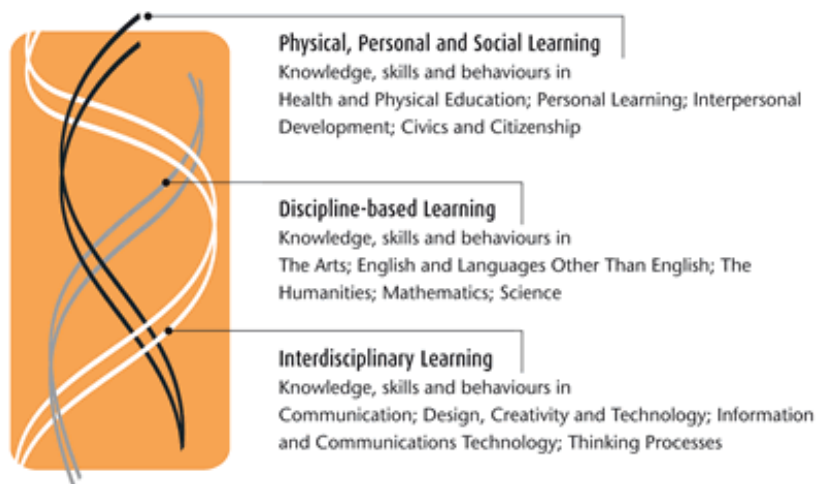 Physical, Personal and Social Learning
Knowledge, skills and behaviours in
Health and Physical Education; Personal Learning; Interpersonal
Development; Civics and Citizenship
Discipline-based Learning
Knowledge, skills and behaviours in
The Arts; English and Languages Other Than English; The
Humanities; Mathematics; Science
Interdisciplinary Learning
Knowledge, skills and behaviours in
Communication; Design, Creativity and Technology; Information
and Communications Technology; Thinking Processes